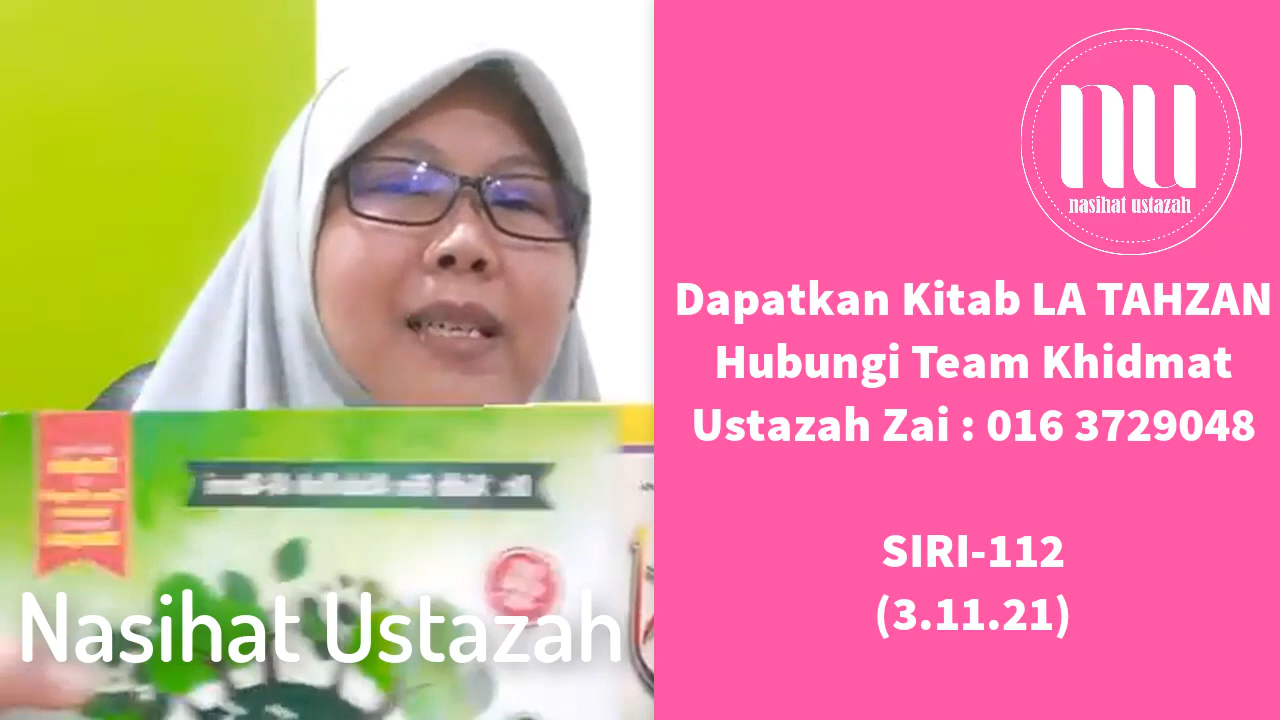 nu
nasihat ustazah
Dapatkan Kitab LA TAHZAN
Hubungi Team Khidmat
Ustazah Zai : 016 3729048
SIRI-112
(3.11.21)
Nasihat Ustazah